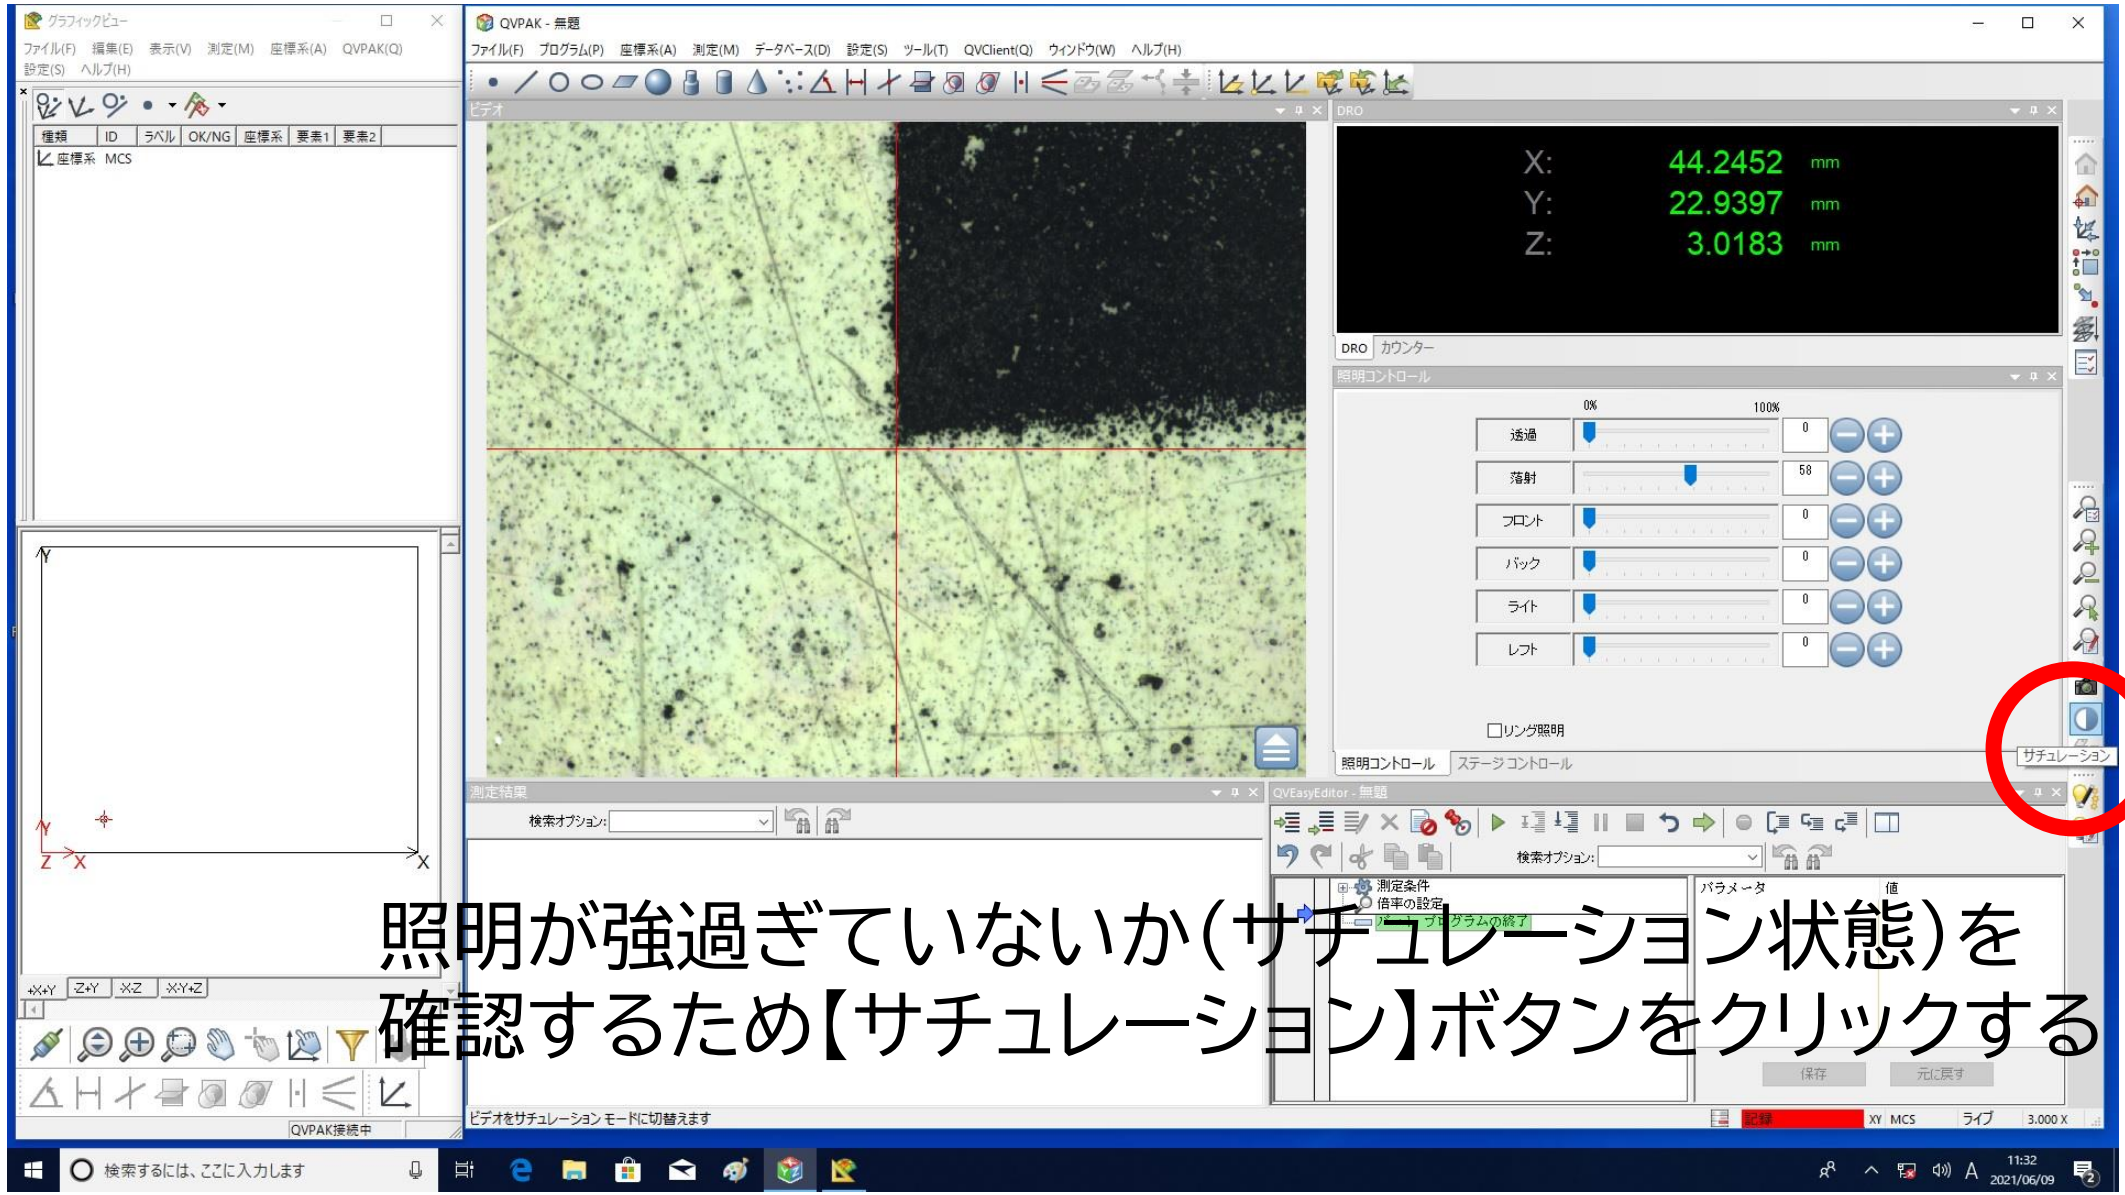 グラフィックビュー
ファイル(F) 編集(E) 表示(V) 測定(M) 座標系(A) QVPAK(Q)
設定(S) ヘルプ(H)
種類 ID ラベル OK/NG 座標系 要素1 要素2
座標系 MCS
Y
Y
Z X
X
+X+Y -Z+Y -X-Z -X-Y+Z
QVPAK接続中
QVPAK - 無題
ファイル(F) プログラム(P) 座標系(A) 測定(M) データベース(D) 設定(S) ツール(T) QVClient(Q) ウィンドウ(W) ヘルプ(H)
ビデオ
DRO
X: 44.2452 mm
Y: 22.9397 mm
Z: 3.0183 mm
DRO カウンター
照明コントロール
0% 100%
透過 0
落射 58
フロント 0
バック 0
ライト 0
レフト 0
リング照明
照明コントロール ステージ コントロール
サチュレーション
測定結果
検索オプション:
QVEasyEditor - 無題
検索オプション:
測定条件
倍率の設定
プログラムの終了
パラメータ 値
照明が強過ぎていないか(サチュレーション状態)を
確認するため【サチュレーション】ボタンをクリックする
保存 元に戻す
ビデオをサチュレーション モードに切替えます
記録 XY MCS ライブ 3.000 X
検索するには、ここに入力します
A 11:32
2021/06/09
2